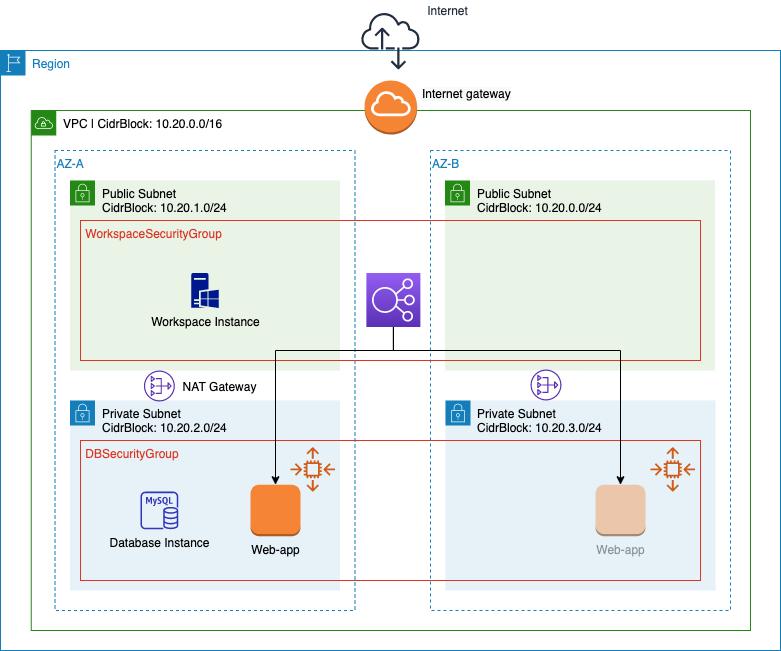 Internet
Region
Internet gateway
VPC | CidrBlock: 10.20.0.0/16
AZ-A
AZ-B
Public Subnet
CidrBlock: 10.20.1.0/24
Public Subnet
CidrBlock: 10.20.0.0/24
WorkspaceSecurityGroup
Workspace Instance
NAT Gateway
Private Subnet
CidrBlock: 10.20.2.0/24
Private Subnet
CidrBlock: 10.20.3.0/24
DBSecurityGroup
MySQL
Database Instance
Web-app
Web-app